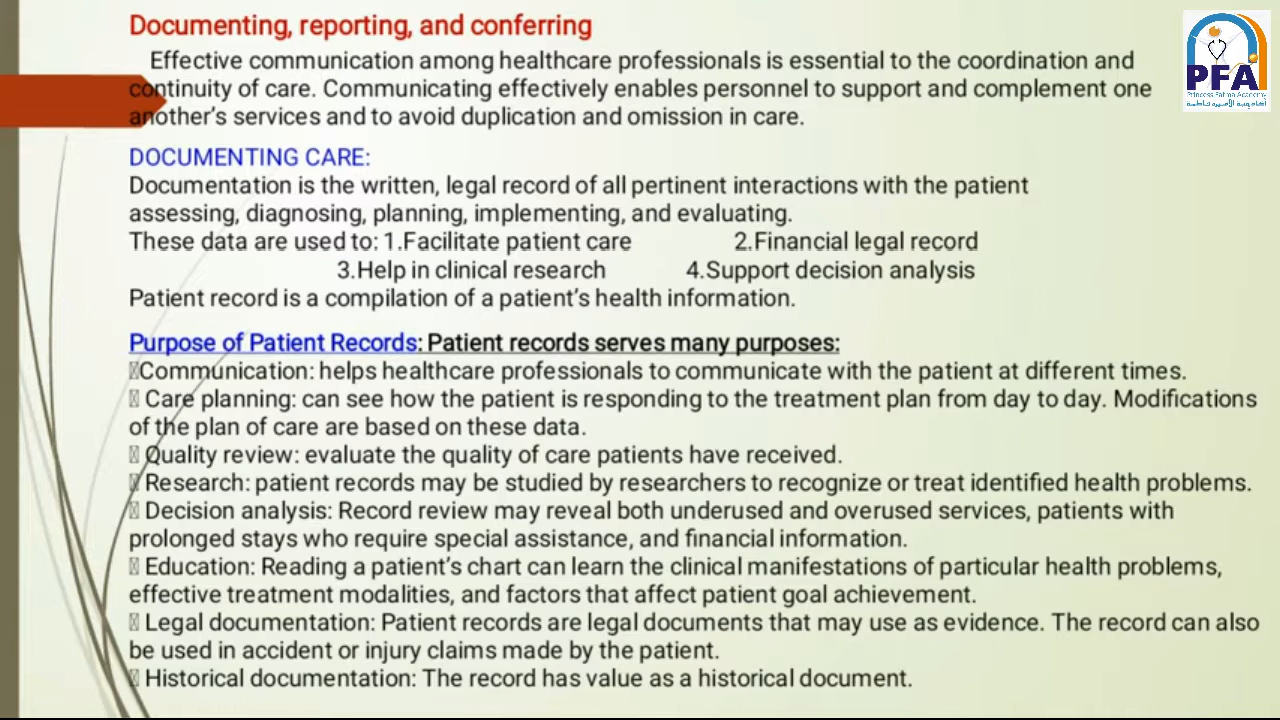 Documenting, reporting, and conferring
Effective communication among healthcare professionals is essential to the coordination and
continuity of care. Communicating effectively enables personnel to support and complement one
another's services and to avoid duplication and omission in care.
DOCUMENTING CARE:
Documentation is the written, legal record of all pertinent interactions with the patient
assessing, diagnosing, planning, implementing, and evaluating.
These data are used to: 1.Facilitate patient care 2.Financial legal record
3.Help in clinical research 4.Support decision analysis
Patient record is a compilation of a patient's health information.
Purpose of Patient Records: Patient records serves many purposes:
Communication: helps healthcare professionals to communicate with the patient at different times.
Care planning: can see how the patient is responding to the treatment plan from day to day. Modifications
of the plan of care are based on these data.
Quality review: evaluate the quality of care patients have received.
Research: patient records may be studied by researchers to recognize or treat identified health problems.
Decision analysis: Record review may reveal both underused and overused services, patients with
prolonged stays who require special assistance, and financial information.
Education: Reading a patient's chart can learn the clinical manifestations of particular health problems,
effective treatment modalities, and factors that affect patient goal achievement.
Legal documentation: Patient records are legal documents that may use as evidence. The record can also
be used in accident or injury claims made by the patient.
Historical documentation: The record has value as a historical document.
PFA
Princess Fatma Academy
أكاديمية الأميرة فاطمة